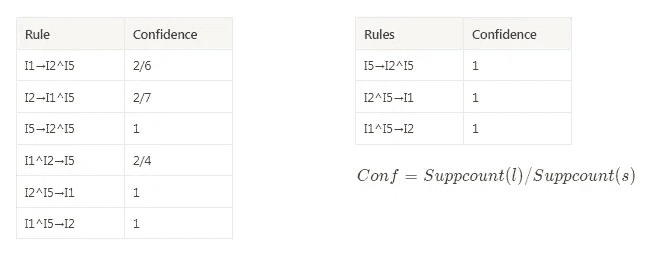 Rule Confidence
I1→I2^I5 2/6
I2→I1^I5 2/7
I5→I2^I5 1
I1^I2→I5 2/4
I2^I5→I1 1
I1^I5→I2 1
Rules Confidence
I5→I2^I5 1
I2^I5→I1 1
I1^I5→I2 1
Conf = Suppcount(l)/Suppcount(s)